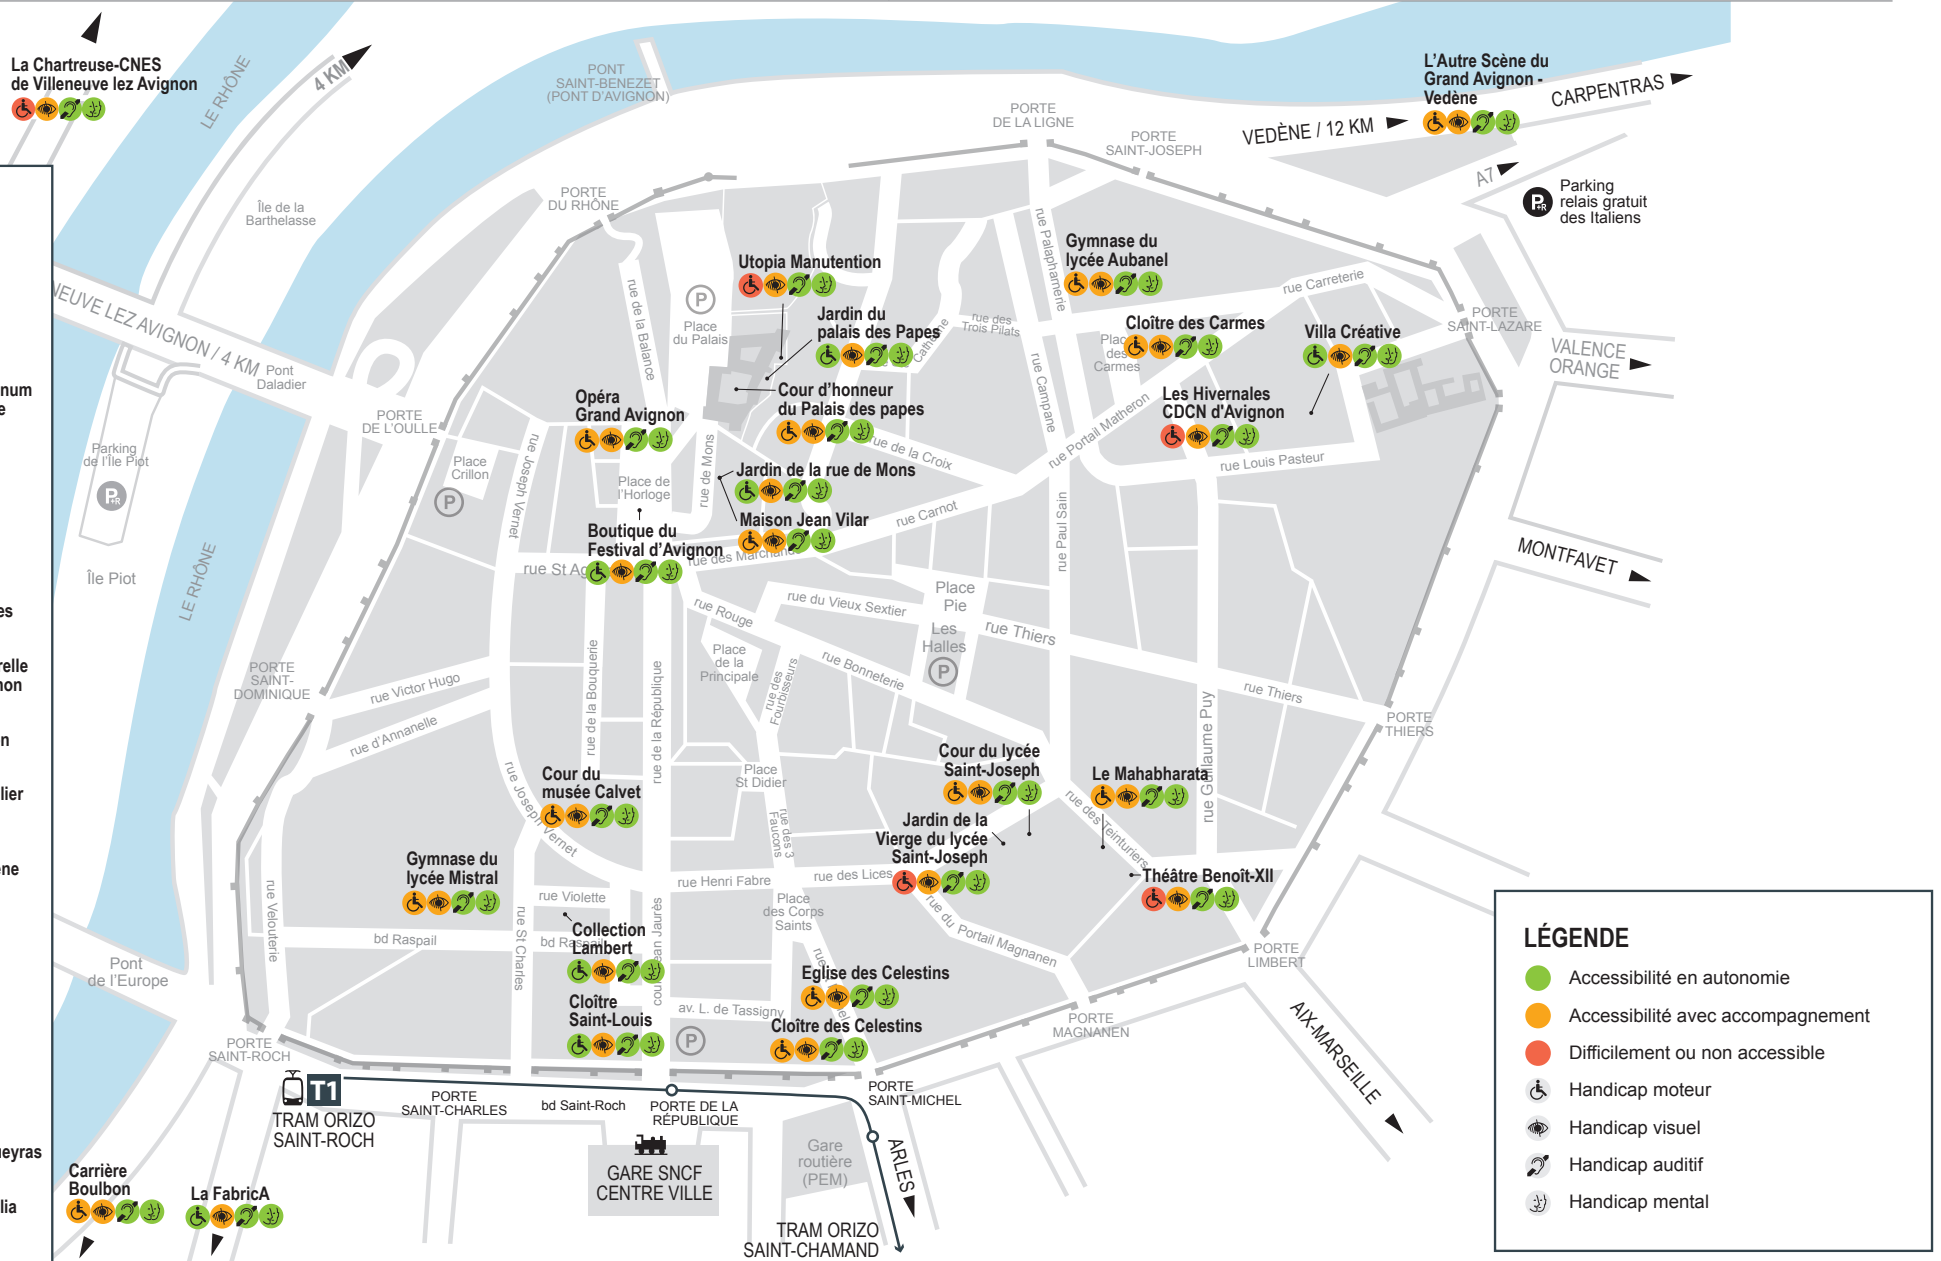 La Chartreuse-CNES
de Villeneuve lez Avignon
LE RHÔNE
4 KM
PONT
SAINT-BENEZET
(PONT D'AVIGNON)
PORTE
DE LA LIGNE
PORTE
SAINT-JOSEPH
VEDÈNE / 12 KM
L'Autre Scène du
Grand Avignon -
Vedène
CARPENTRAS
A7
P+R
Parking
relais gratuit
des Italiens
Île de la
Barthelasse
PORTE
DU RHÔNE
NEUVE LEZ AVIGNON / 4 KM
Pont
Daladier
PORTE
DE L'OULLE
Parking
de l'Île Piot
P+R
Île Piot
LE RHÔNE
num
e
es
relle
non
n
lier
ène
eyras
lia
rue de la Balance
P
Place
du Palais
Utopia Manutention
Jardin du
palais des Papes
Cour d'honneur
du Palais des papes
rue des
Trois Pilats
rue Palapharnerie
Gymnase du
lycée Aubanel
rue Carreterie
Cloître des Carmes
Place
des
Carmes
Villa Créative
PORTE
SAINT-LAZARE
VALENCE
ORANGE
Les Hivernales
CDCN d'Avignon
rue Campane
rue Portail Matheron
rue Louis Pasteur
Opéra
Grand Avignon
Place
Crillon
P
rue Joseph Vernet
Place de
l'Horloge
rue de Mons
rue de la Croix
Jardin de la rue de Mons
Maison Jean Vilar
rue Carnot
rue Paul Sain
Boutique du
Festival d'Avignon
rue des Marchands
rue St Ag
MONTFAVET
Place
Pie
Les
Halles
P
rue du Vieux Sextier
rue Rouge
rue Thiers
rue Thiers
PORTE
THIERS
Place
de la
Principale
rue des
Fourbisseurs
rue Bonneterie
PORTE
SAINT-
DOMINIQUE
rue Victor Hugo
rue d'Annanelle
rue de la Bouquerie
rue de la République
rue Guillaume Puy
Cour du
musée Calvet
rue Joseph Vernet
Place
St Didier
rue des 3
Faucons
Cour du lycée
Saint-Joseph
Le Mahabharata
rue des Teinturiers
Jardin de la
Vierge du lycée
Saint-Joseph
Théâtre Benoît-XII
Gymnase du
lycée Mistral
rue Henri Fabre
rue des Lices
rue Violette
Place
des Corps
Saints
rue du Portail Magnanen
rue Velouterie
bd Raspail
bd Raspail
rue St Charles
Collection
Lambert
cours Jean Jaurès
PORTE
LIMBERT
Eglise des Celestins
Cloître
Saint-Louis
av. L. de Tassigny
P
Cloître des Celestins
PORTE
MAGNANEN
AIX-MARSEILLE
Pont
de l'Europe
PORTE
SAINT-ROCH
T1
TRAM ORIZO
SAINT-ROCH
PORTE
SAINT-CHARLES
bd Saint-Roch
PORTE DE LA
RÉPUBLIQUE
PORTE
SAINT-MICHEL
GARE SNCF
CENTRE VILLE
Gare
routière
(PEM)
ARLES
TRAM ORIZO
SAINT-CHAMAND
Carrière
Boulbon
La FabricA
LÉGENDE
Accessibilité en autonomie
Accessibilité avec accompagnement
Difficilement ou non accessible
Handicap moteur
Handicap visuel
Handicap auditif
Handicap mental